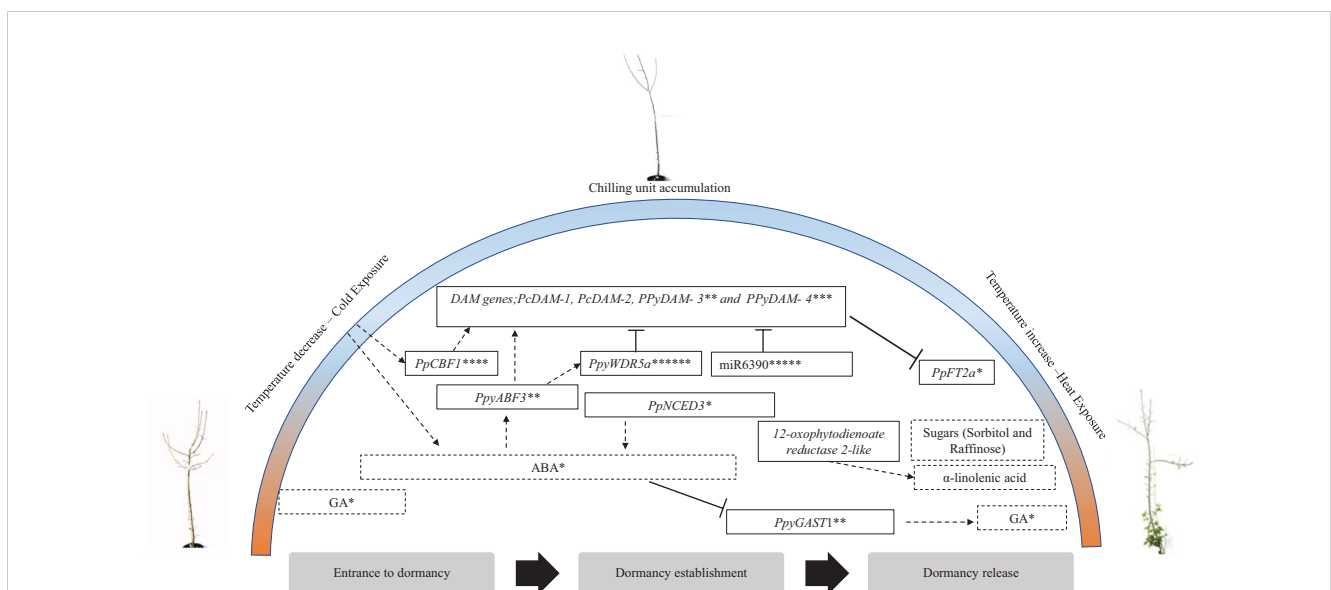 Chilling unit accumulation
Temperature decrease – Cold Exposure
Temperature increase –Heat Exposure
DAM genes;PcDAM-1, PcDAM-2, PPyDAM- 3** and PPyDAM- 4***
PpCBF1****
PpyWDR5a******
miR6390*****
PpFT2a*
PpyABF3**
PpNCED3*
12-oxophytodienoate
reductase 2-like
Sugars (Sorbitol and
Raffinose)
ABA*
α-linolenic acid
GA*
PpyGAST1**
GA*
Entrance to dormancy
Dormancy establishment
Dormancy release